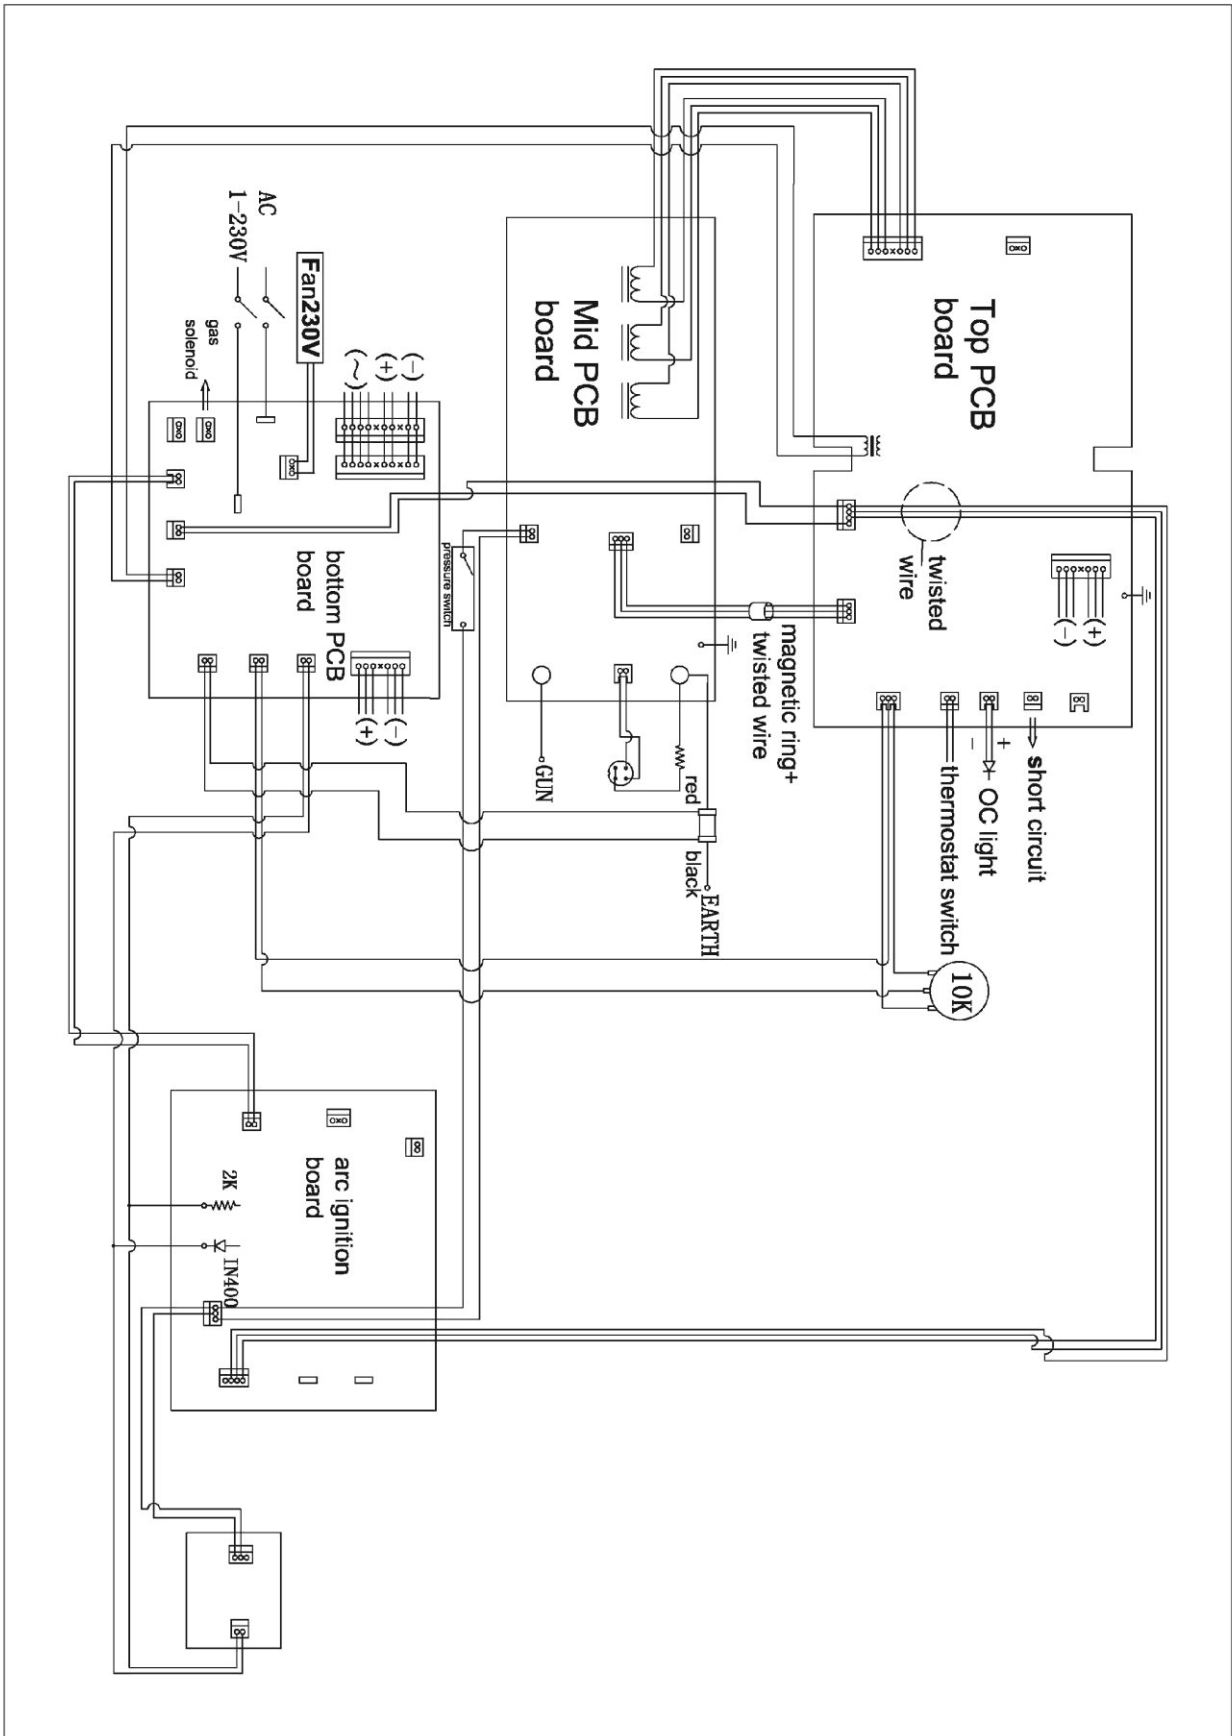 Top PCB
board
twisted
wire
(+)
(-)
short circuit
+
-
OC light
thermostat switch
10K
Mid PCB
board
magnetic ring+
twisted wire
red
black
EARTH
GUN
AC
1-230V
Fan230V
gas
solenoid
(-)
(+)
(~)
pressure switch
bottom PCB
board
(-)
(+)
arc ignition
board
2K
IN400